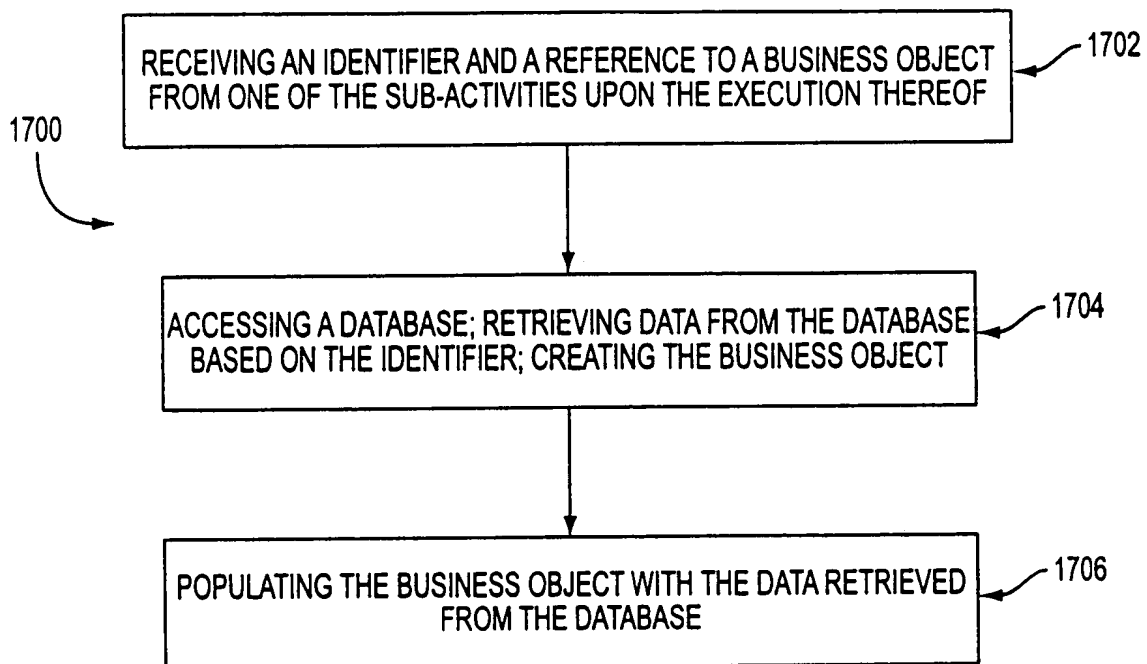 RECEIVING AN IDENTIFIER AND A REFERENCE TO A BUSINESS OBJECT
FROM ONE OF THE SUB-ACTIVITIES UPON THE EXECUTION THEREOF
1702
1700
ACCESSING A DATABASE; RETRIEVING DATA FROM THE DATABASE
BASED ON THE IDENTIFIER; CREATING THE BUSINESS OBJECT
1704
POPULATING THE BUSINESS OBJECT WITH THE DATA RETRIEVED
FROM THE DATABASE
1706